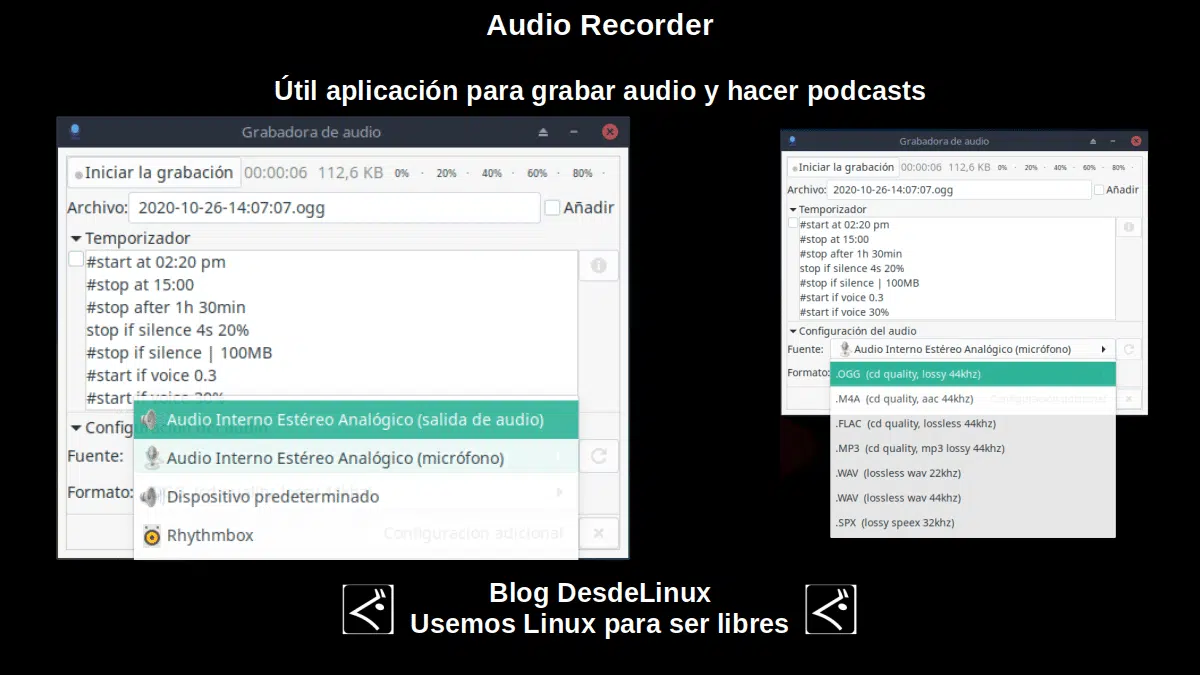 Audio Recorder
Útil aplicación para grabar audio y hacer podcasts
Grabadora de audio
Iniciar la grabación 00:00:06 112,6 KB 0% · 20% · 40% · 60% · 80% ·
Archivo: 2020-10-26-14:07:07.ogg Añadir
Temporizador
#start at 02:20 pm
#stop at 15:00
#stop after 1h 30min
stop if silence 4s 20%
#stop if silence | 100MB
#start if voice 0.3
#start if voice 30%
Audio Interno Estéreo Analógico (salida de audio)
Fuente: Audio Interno Estéreo Analógico (micrófono)
Formato: Dispositivo predeterminado
Rhythmbox Configuración adicional
Grabadora de audio
Iniciar la grabación 00:00:06 112,6 KB 0% · 20% · 40% · 60% · 80% ·
Archivo: 2020-10-26-14:07:07.ogg Añadir
Temporizador
#start at 02:20 pm
#stop at 15:00
#stop after 1h 30min
stop if silence 4s 20%
#stop if silence | 100MB
#start if voice 0.3
#start if voice 30%
Configuración del audio
Fuente: Audio Interno Estéreo Analógico (micrófono)
Formato: .OGG (cd quality, lossy 44khz)
.M4A (cd quality, aac 44khz)
.FLAC (cd quality, lossless 44khz)
.MP3 (cd quality, mp3 lossy 44khz)
.WAV (lossless wav 22khz)
.WAV (lossless wav 44khz)
.SPX (lossy speex 32khz)
Blog DesdeLinux
Usemos Linux para ser libres